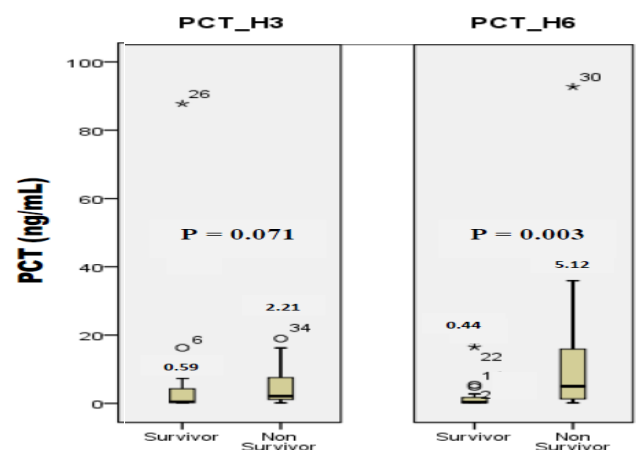 PCT_H3 PCT_H6
PCT (ng/mL)
100
80
60
40
20
0
26
P = 0.071
2.21
6
34
0.59
30
P = 0.003
5.12
0.44
22
1
2
Survivor
Non
Survivor
Survivor
Non
Survivor